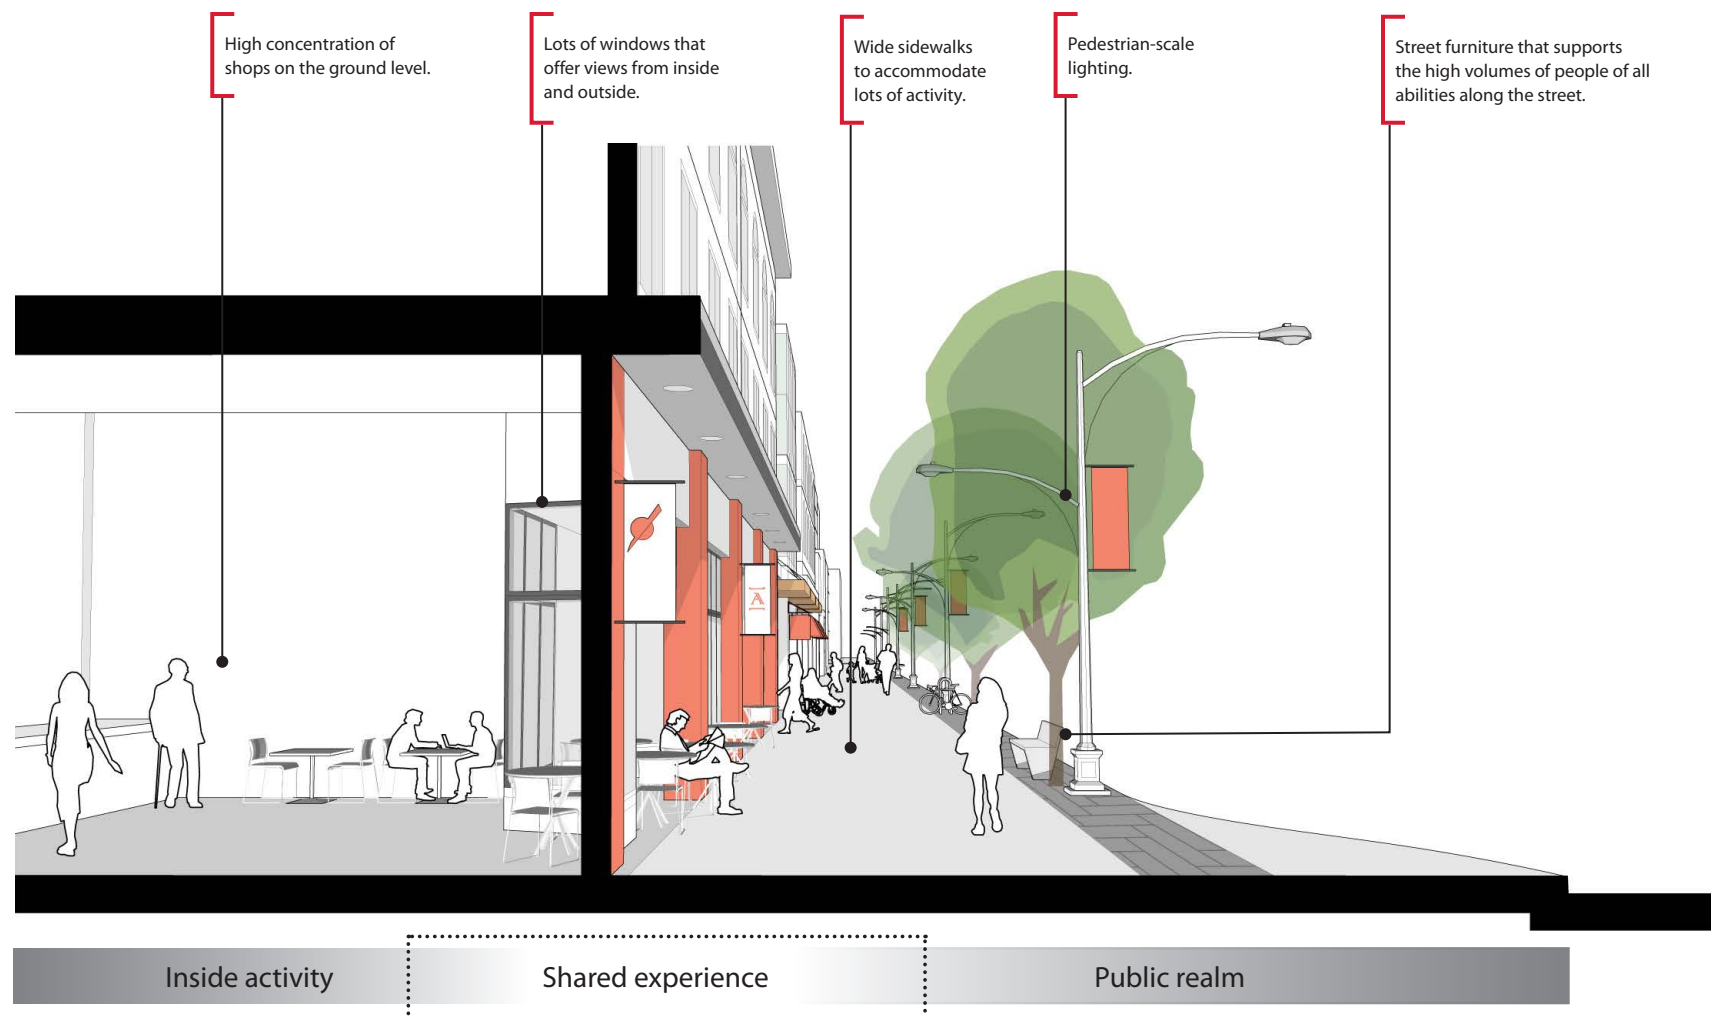 High concentration of
shops on the ground level.
Lots of windows that
offer views from inside
and outside.
Wide sidewalks
to accommodate
lots of activity.
Pedestrian-scale
lighting.
Street furniture that supports
the high volumes of people of all
abilities along the street.
A
Inside activity
Shared experience
Public realm